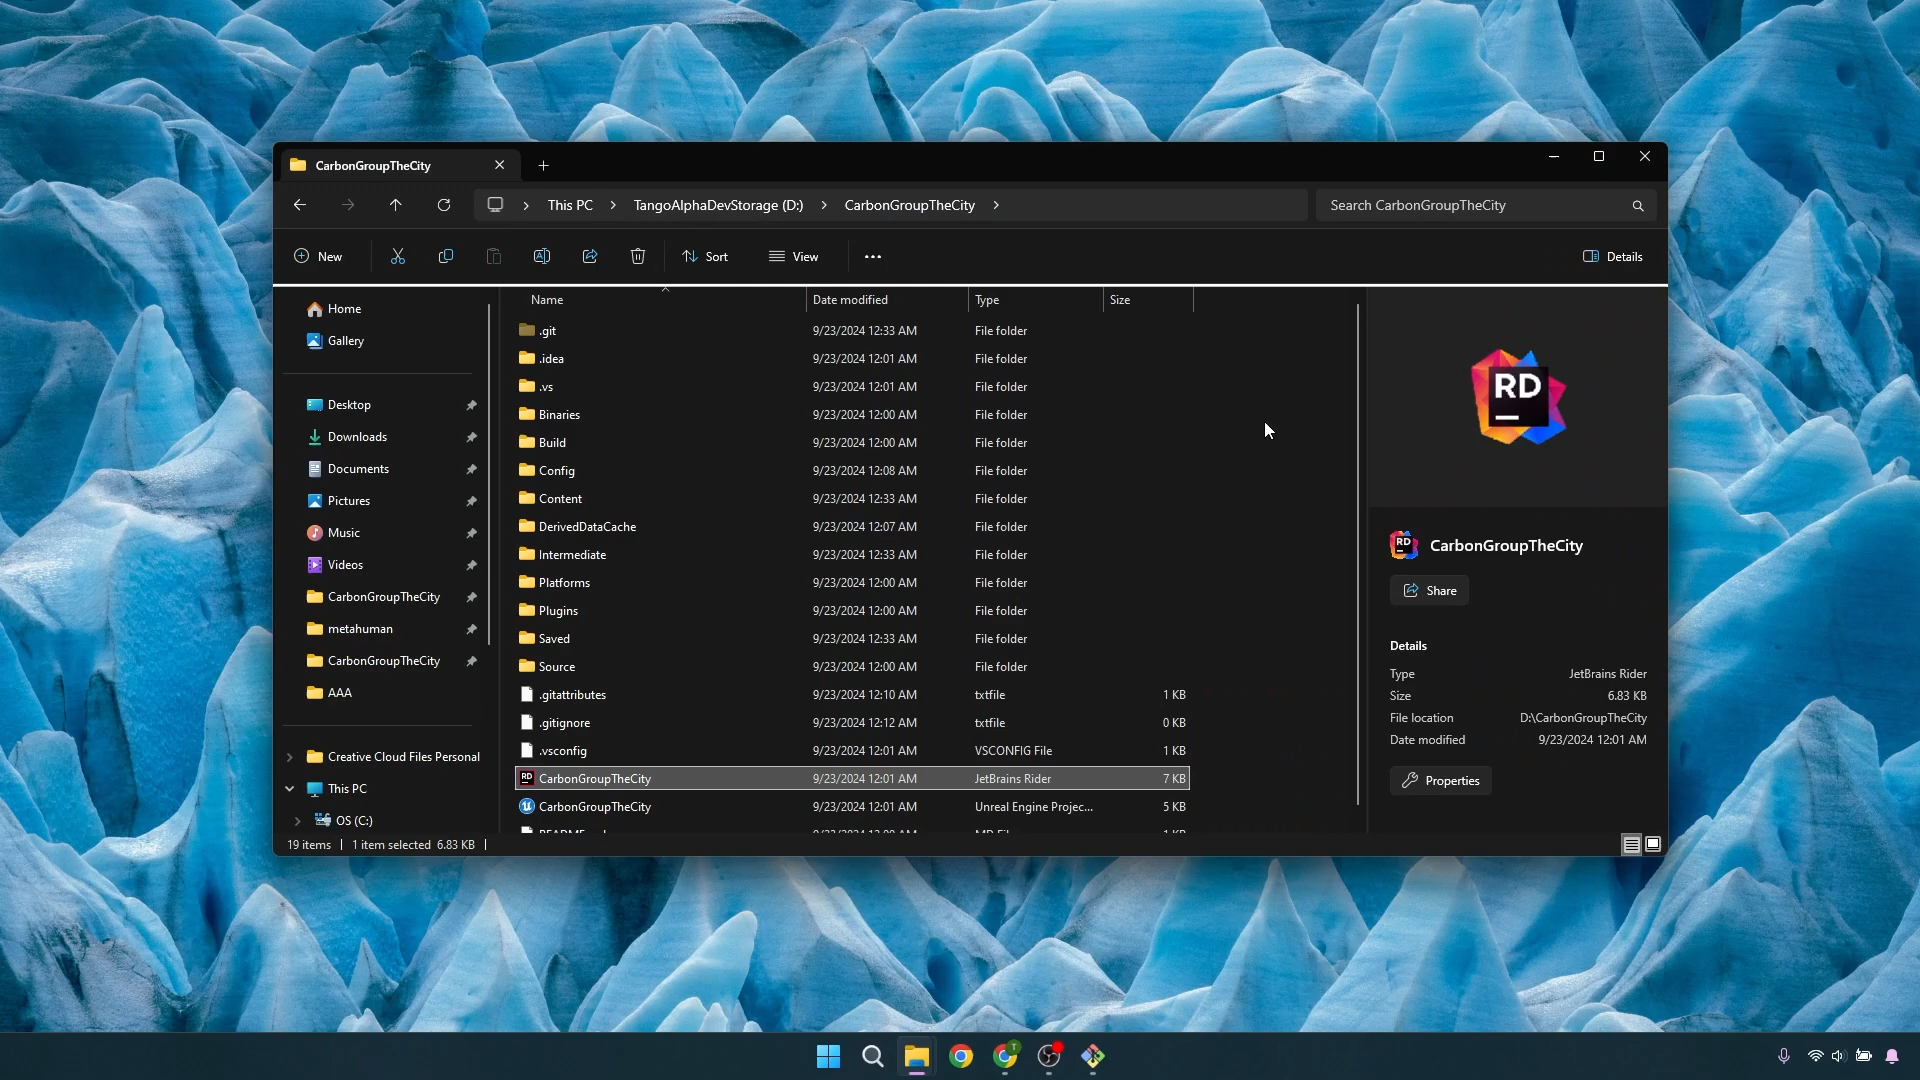 CarbonGroupTheCity
This PC > TangoAlphaDevStorage (D:) > CarbonGroupTheCity >
Search CarbonGroupTheCity
New
Sort
View
Details
Home
Gallery
Desktop
Downloads
Documents
Pictures
Music
Videos
CarbonGroupTheCity
metahuman
CarbonGroupTheCity
AAA
Creative Cloud Files Personal
This PC
OS (C:)
Name Date modified Type Size
.git 9/23/2024 12:33 AM File folder
.idea 9/23/2024 12:01 AM File folder
.vs 9/23/2024 12:01 AM File folder
Binaries 9/23/2024 12:00 AM File folder
Build 9/23/2024 12:00 AM File folder
Config 9/23/2024 12:08 AM File folder
Content 9/23/2024 12:33 AM File folder
DerivedDataCache 9/23/2024 12:07 AM File folder
Intermediate 9/23/2024 12:33 AM File folder
Platforms 9/23/2024 12:00 AM File folder
Plugins 9/23/2024 12:00 AM File folder
Saved 9/23/2024 12:33 AM File folder
Source 9/23/2024 12:00 AM File folder
.gitattributes 9/23/2024 12:10 AM txtfile 1 KB
.gitignore 9/23/2024 12:12 AM txtfile 0 KB
.vsconfig 9/23/2024 12:01 AM VSCONFIG File 1 KB
RD CarbonGroupTheCity 9/23/2024 12:01 AM JetBrains Rider 7 KB
CarbonGroupTheCity 9/23/2024 12:01 AM Unreal Engine Projec... 5 KB
RD
RD CarbonGroupTheCity
Share
Details
Type JetBrains Rider
Size 6.83 KB
File location D:\CarbonGroupTheCity
Date modified 9/23/2024 12:01 AM
Properties
19 items | 1 item selected 6.83 KB |
T